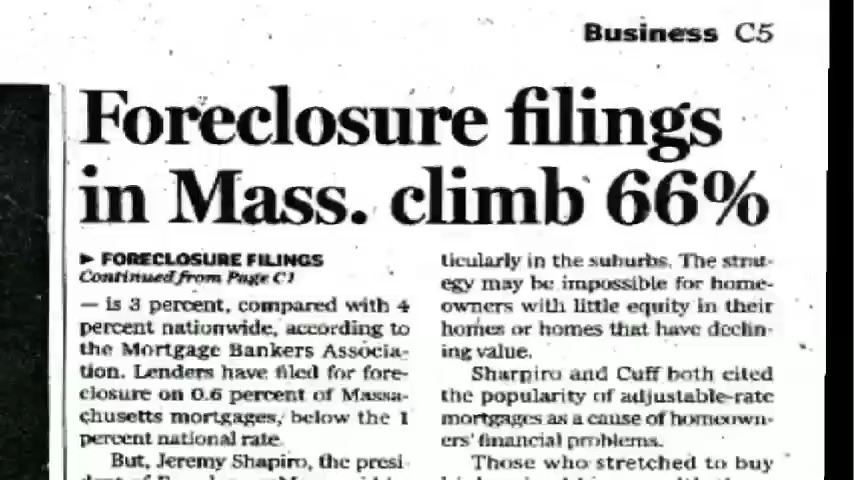 Business C5
Foreclosure filings
in Mass. climb 66%
► FORECLOSURE FILINGS
Continued from Page C1
— is 3 percent, compared with 4
percent nationwide, according to
the Mortgage Bankers Associa-
tion. Lenders have filed for fore-
closure on 0.6 percent of Massa-
chusetts mortgages, below the 1
percent national rate.
But, Jeremy Shapiro, the presi-
ticularly in the suburbs. The strat-
egy may be impossible for home-
owners with little equity in their
homes or homes that have declin-
ing value.
Sharpiro and Cuff both cited
the popularity of adjustable-rate
mortgages as a cause of homeown-
ers' financial problems.
Those who stretched to buy